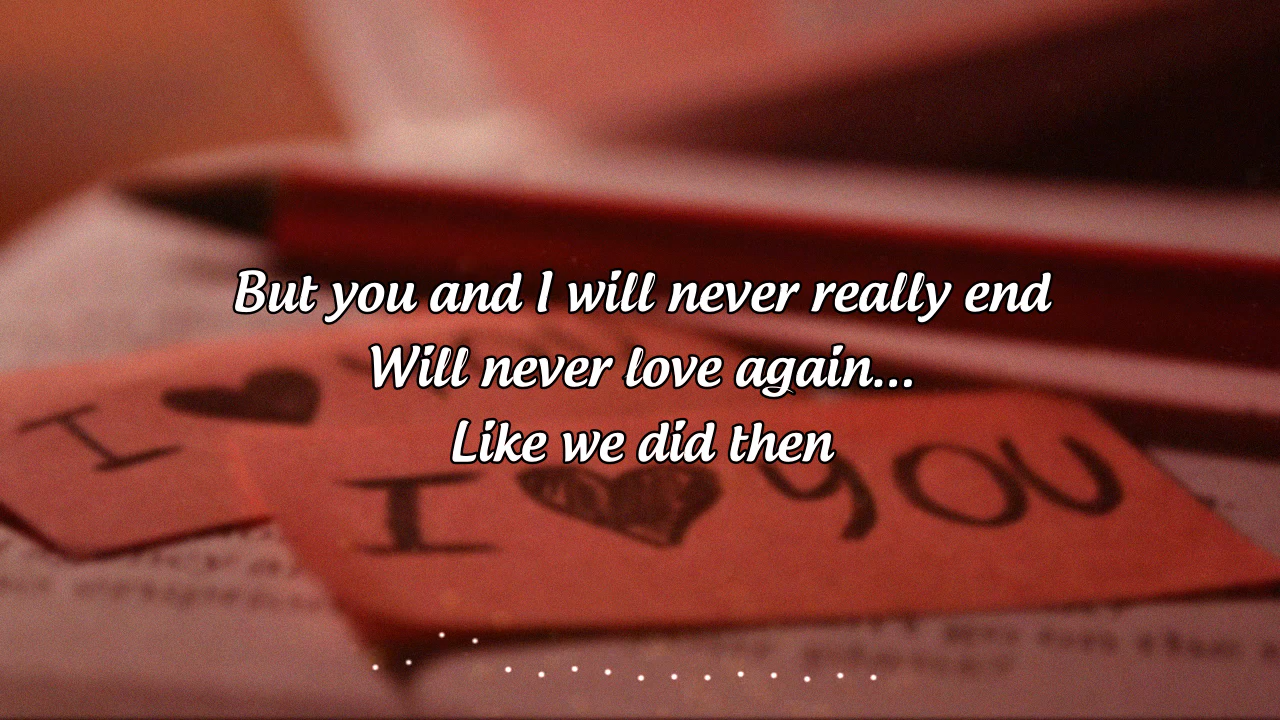 But you and I will never really end
Will never love again...
Like we did then
I ♥
I ♥ YOU